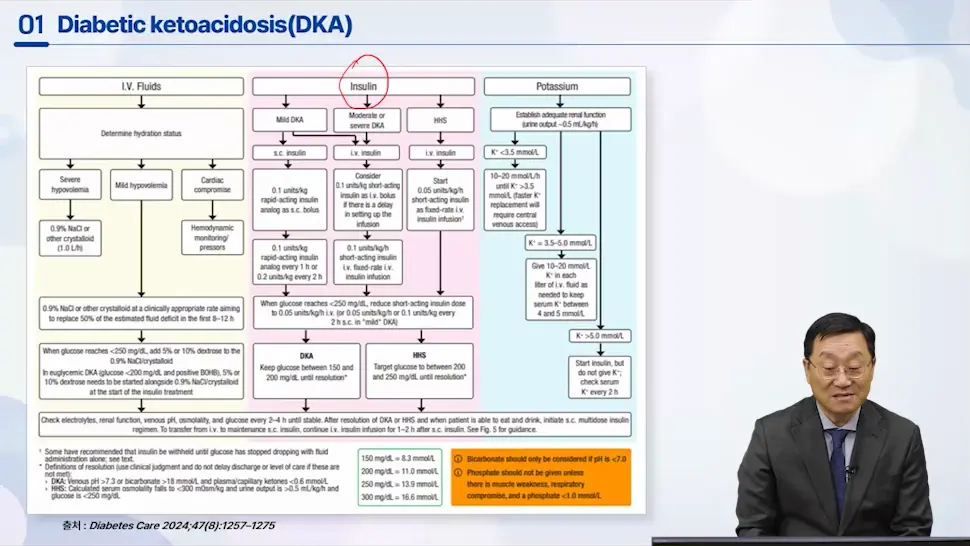 01 Diabetic ketoacidosis(DKA)
I.V. Fluids
Determine hydration status
Severe
hypovolemia
Mild hypovolemia
Cardiac
compromise
0.9% NaCl or
other crystalloid
(1.0 L/h)
Hemodynamic
monitoring/
pressors
0.9% NaCl or other crystalloid at a clinically appropriate rate aiming
to replace 50% of the estimated fluid deficit in the first 8–12 h
When glucose reaches <250 mg/dL, add 5% or 10% dextrose to the
0.9% NaCl/crystalloid
In euglycemic DKA (glucose <200 mg/dL and positive BOHB), 5% or
10% dextrose needs to be started alongside 0.9% NaCl/crystalloid
at the start of the insulin treatment
Insulin
Mild DKA
Moderate or
severe DKA
HHS
s.c. insulin
i.v. insulin
i.v. insulin
0.1 units/kg
rapid-acting insulin
analog as s.c. bolus
Consider
0.1 units/kg short-acting
insulin as i.v. bolus
if there is a delay
in setting up the
infusion
Start
0.05 units/kg/h
short-acting insulin
as fixed-rate i.v.
insulin infusion†
0.1 units/kg
rapid-acting insulin
analog every 1 h or
0.2 units/kg every 2 h
0.1 units/kg/h
short-acting insulin
i.v. fixed-rate i.v.
insulin infusion
When glucose reaches <250 mg/dL, reduce short-acting insulin dose
to 0.05 units/kg/h i.v. (or 0.05 units/kg/h or 0.1 units/kg every
2 h s.c. in "mild" DKA)
DKA
Keep glucose between 150 and
200 mg/dL until resolution*
HHS
Target glucose to between 200
and 250 mg/dL until resolution*
Potassium
Establish adequate renal function
(urine output ~0.5 mL/kg/h)
K⁺ <3.5 mmol/L
10–20 mmol/L/h
until K⁺ >3.5
mmol/L (faster K⁺
replacement will
require central
venous access)
K⁺ = 3.5–5.0 mmol/L
Give 10–20 mmol/L
K⁺ in each
liter of i.v. fluid as
needed to keep
serum K⁺ between
4 and 5 mmol/L
K⁺ >5.0 mmol/L
Start insulin, but
do not give K⁺;
check serum
K⁺ every 2 h
Check electrolytes, renal function, venous pH, osmolality, and glucose every 2–4 h until stable. After resolution of DKA or HHS and when patient is able to eat and drink, initiate s.c. multidose insulin
regimen. To transfer from i.v. to maintenance s.c. insulin, continue i.v. insulin infusion for 1–2 h after s.c. insulin. See Fig. 5 for guidance.
† Some have recommended that insulin be withheld until glucose has stopped dropping with fluid
administration alone; see text.
* Definitions of resolution (use clinical judgment and do not delay discharge or level of care if these are
not met):
› DKA: Venous pH >7.3 or bicarbonate >18 mmol/L and plasma/capillary ketones <0.6 mmol/L
› HHS: Calculated serum osmolality falls to <300 mOsm/kg and urine output is >0.5 mL/kg/h and
glucose is <250 mg/dL
150 mg/dL = 8.3 mmol/L
200 mg/dL = 11.0 mmol/L
250 mg/dL = 13.9 mmol/L
300 mg/dL = 16.6 mmol/L
Bicarbonate should only be considered if pH is <7.0
Phosphate should not be given unless
there is muscle weakness, respiratory
compromise, and a phosphate <1.0 mmol/L
출처 : Diabetes Care 2024;47(8):1257–1275